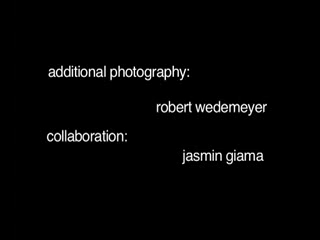 additional photography:
robert wedemeyer
collaboration:
jasmin giama